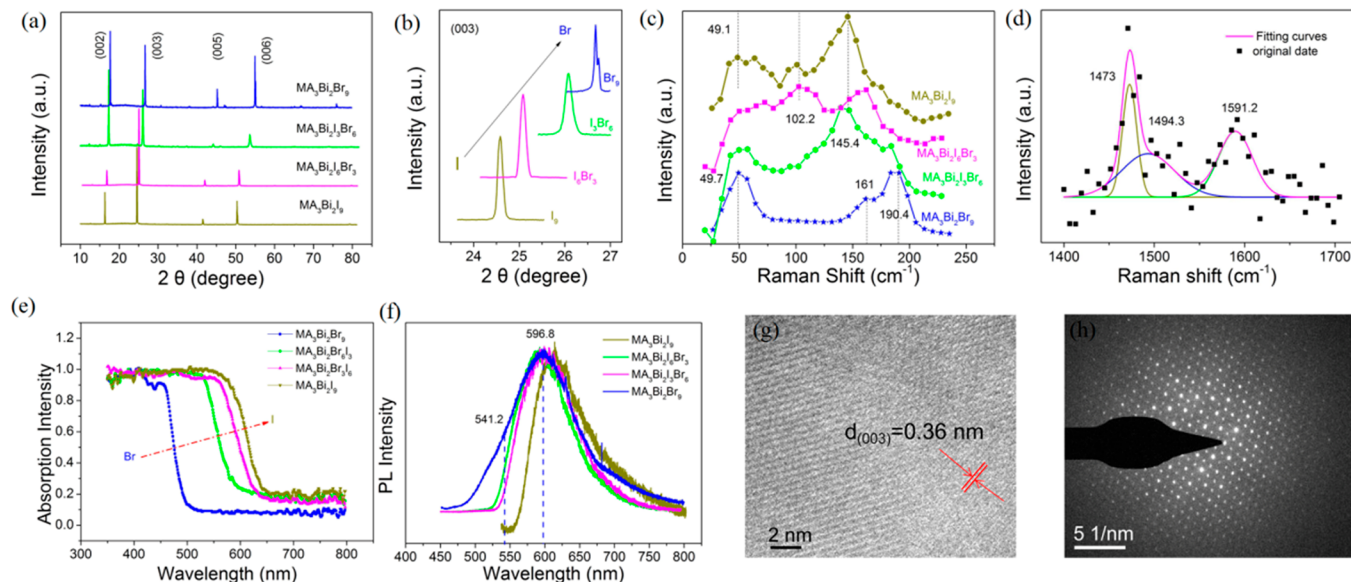 (a)
(002)
(003)
(005)
(006)
MA3Bi2Br9
MA3Bi2I3Br6
MA3Bi2I6Br3
MA3Bi2I9
Intensity (a.u.)
10 20 30 40 50 60 70 80
2 θ (degree)
(b)
(003)
Br
Br9
I3Br6
I
I6Br3
I9
Intensity (a.u.)
24 25 26 27
2 θ (degree)
(c)
49.1
MA3Bi2I9
102.2
MA3Bi2I6Br3
145.4
MA3Bi2I3Br6
49.7
161
MA3Bi2Br9
190.4
Intensity (a.u.)
0 50 100 150 200 250
Raman Shift (cm-1)
(d)
Fitting curves
original date
1473
1494.3
1591.2
Intensity (a.u.)
1400 1500 1600 1700
Raman shift (cm-1)
(e)
MA3Bi2Br9
MA3Bi2Br6I3
MA3Bi2Br3I6
MA3Bi2I9
Br
I
Absorption Intensity
1.2
1.0
0.8
0.6
0.4
0.2
0.0
300 400 500 600 700 800
Wavelength (nm)
(f)
596.8
541.2
MA3Bi2I9
MA3Bi2I6Br3
MA3Bi2I3Br6
MA3Bi2Br9
PL Intensity
400 450 500 550 600 650 700 750 800
Wavelength (nm)
(g)
d(003)=0.36 nm
2 nm
(h)
5 1/nm